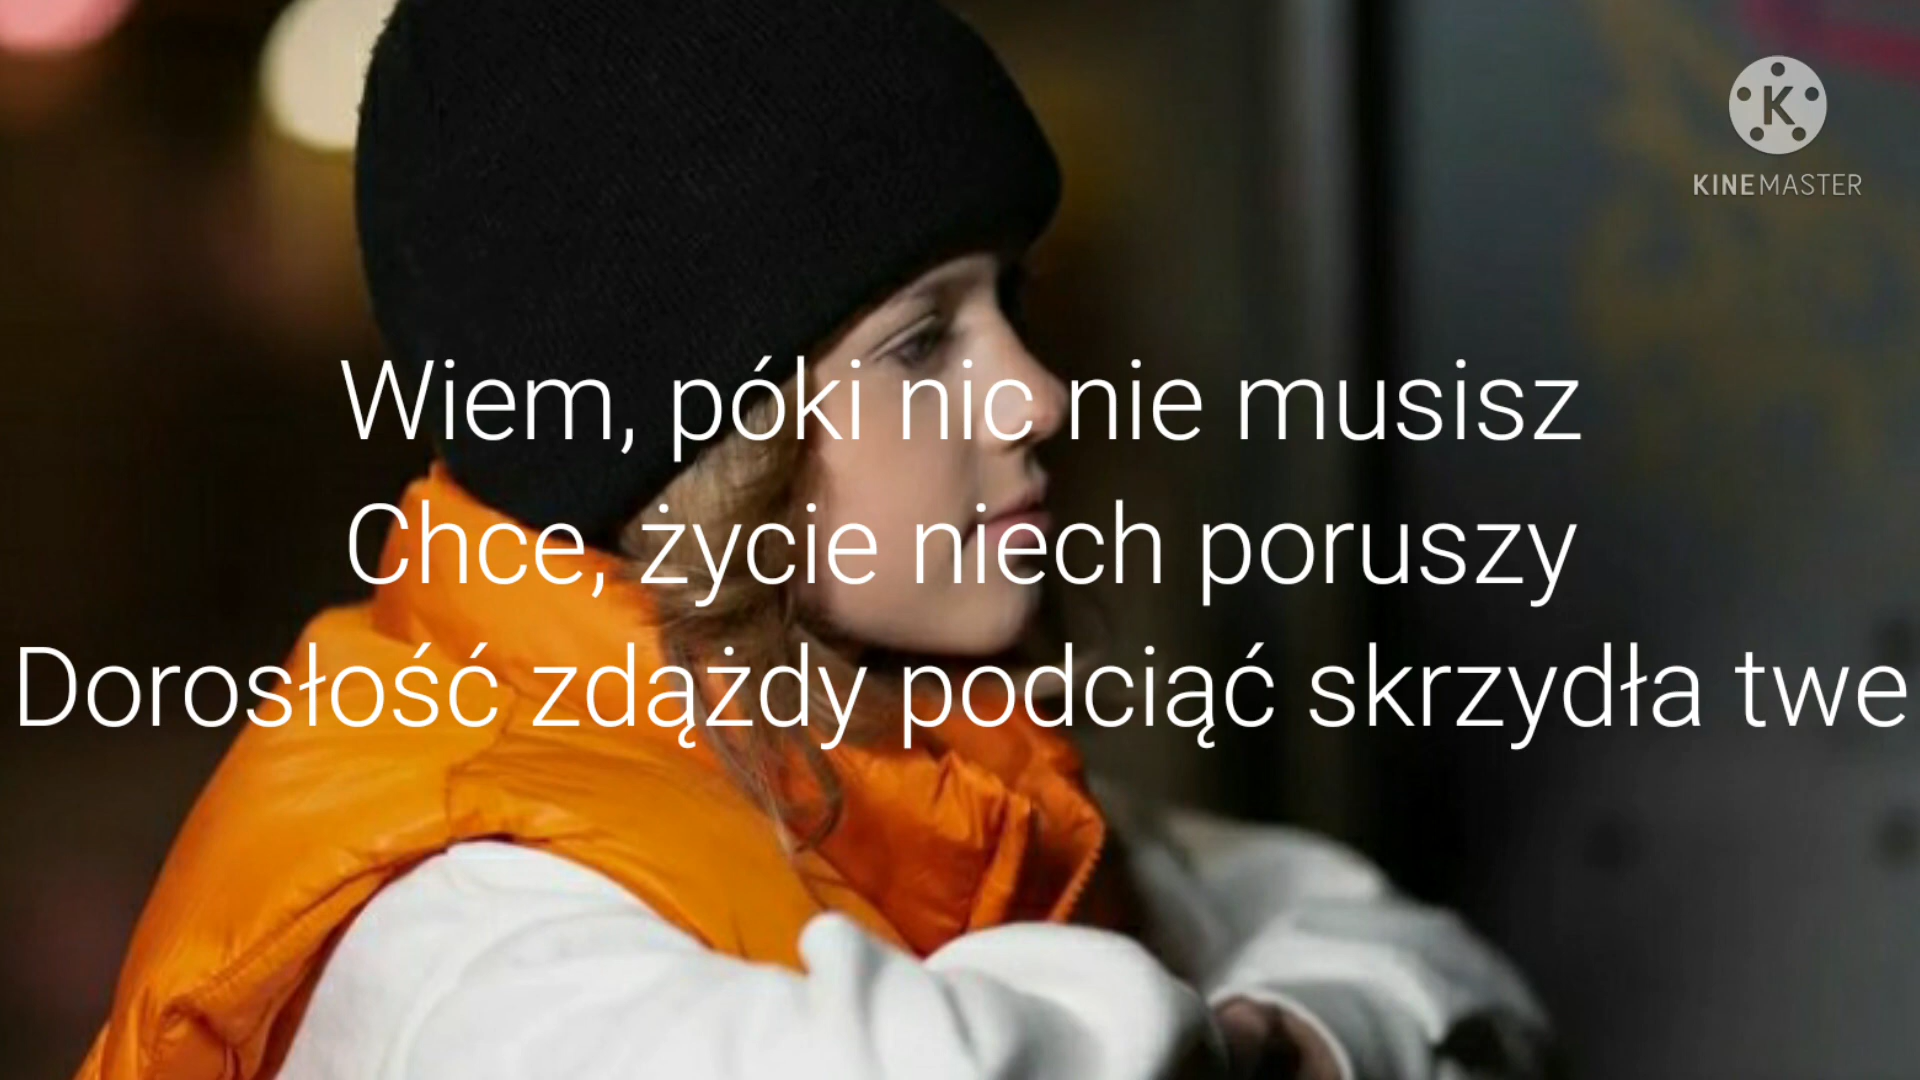 KINEMASTER
Wiem, póki nic nie musisz
Chce, życie niech poruszy
Dorosłość zdążdy podciąć skrzydła twe